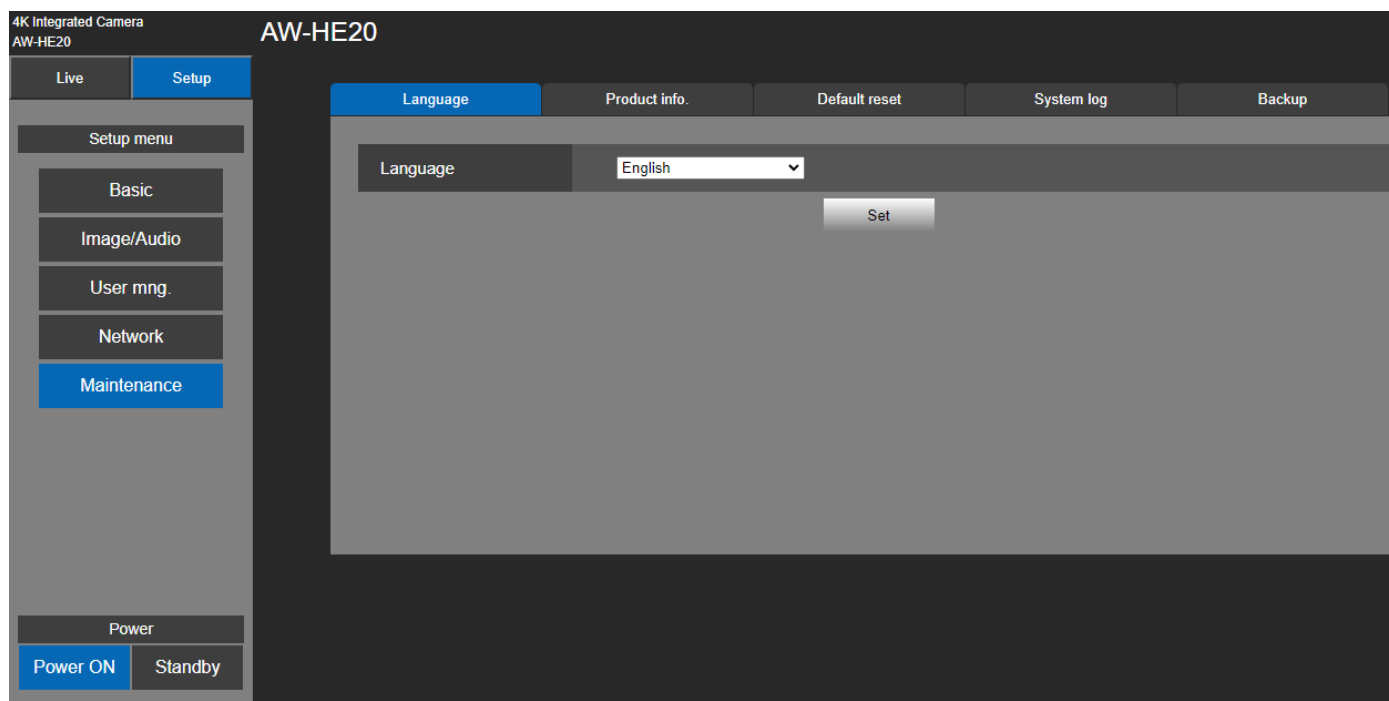 4K Integrated Camera
AW-HE20
AW-HE20
Live Setup
Language Product info. Default reset System log Backup
Setup menu
Language English
Basic
Set
Image/Audio
User mng.
Network
Maintenance
Power
Power ON Standby